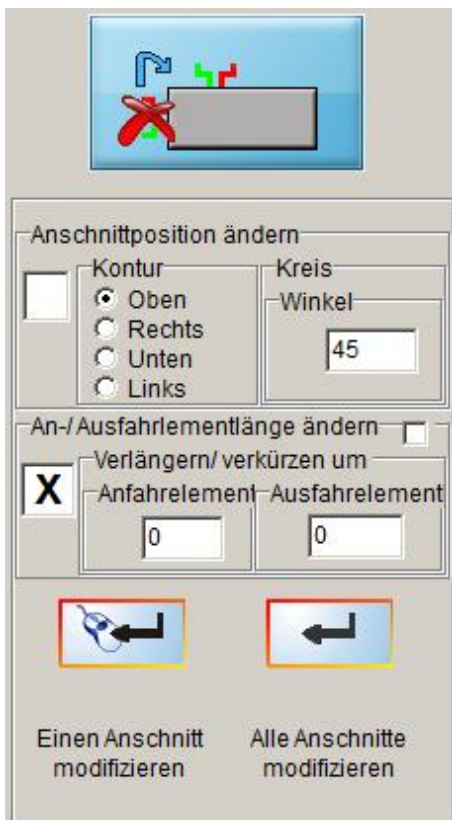 Anschnittposition ändern
Kontur
Oben
Rechts
Unten
Links
Kreis
Winkel
45
An-/ Ausfahrlementlänge ändern
X
Verlängern/ verkürzen um
Anfahrelement
0
Ausfahrelement
0
Einen Anschnitt
modifizieren
Alle Anschnitte
modifizieren